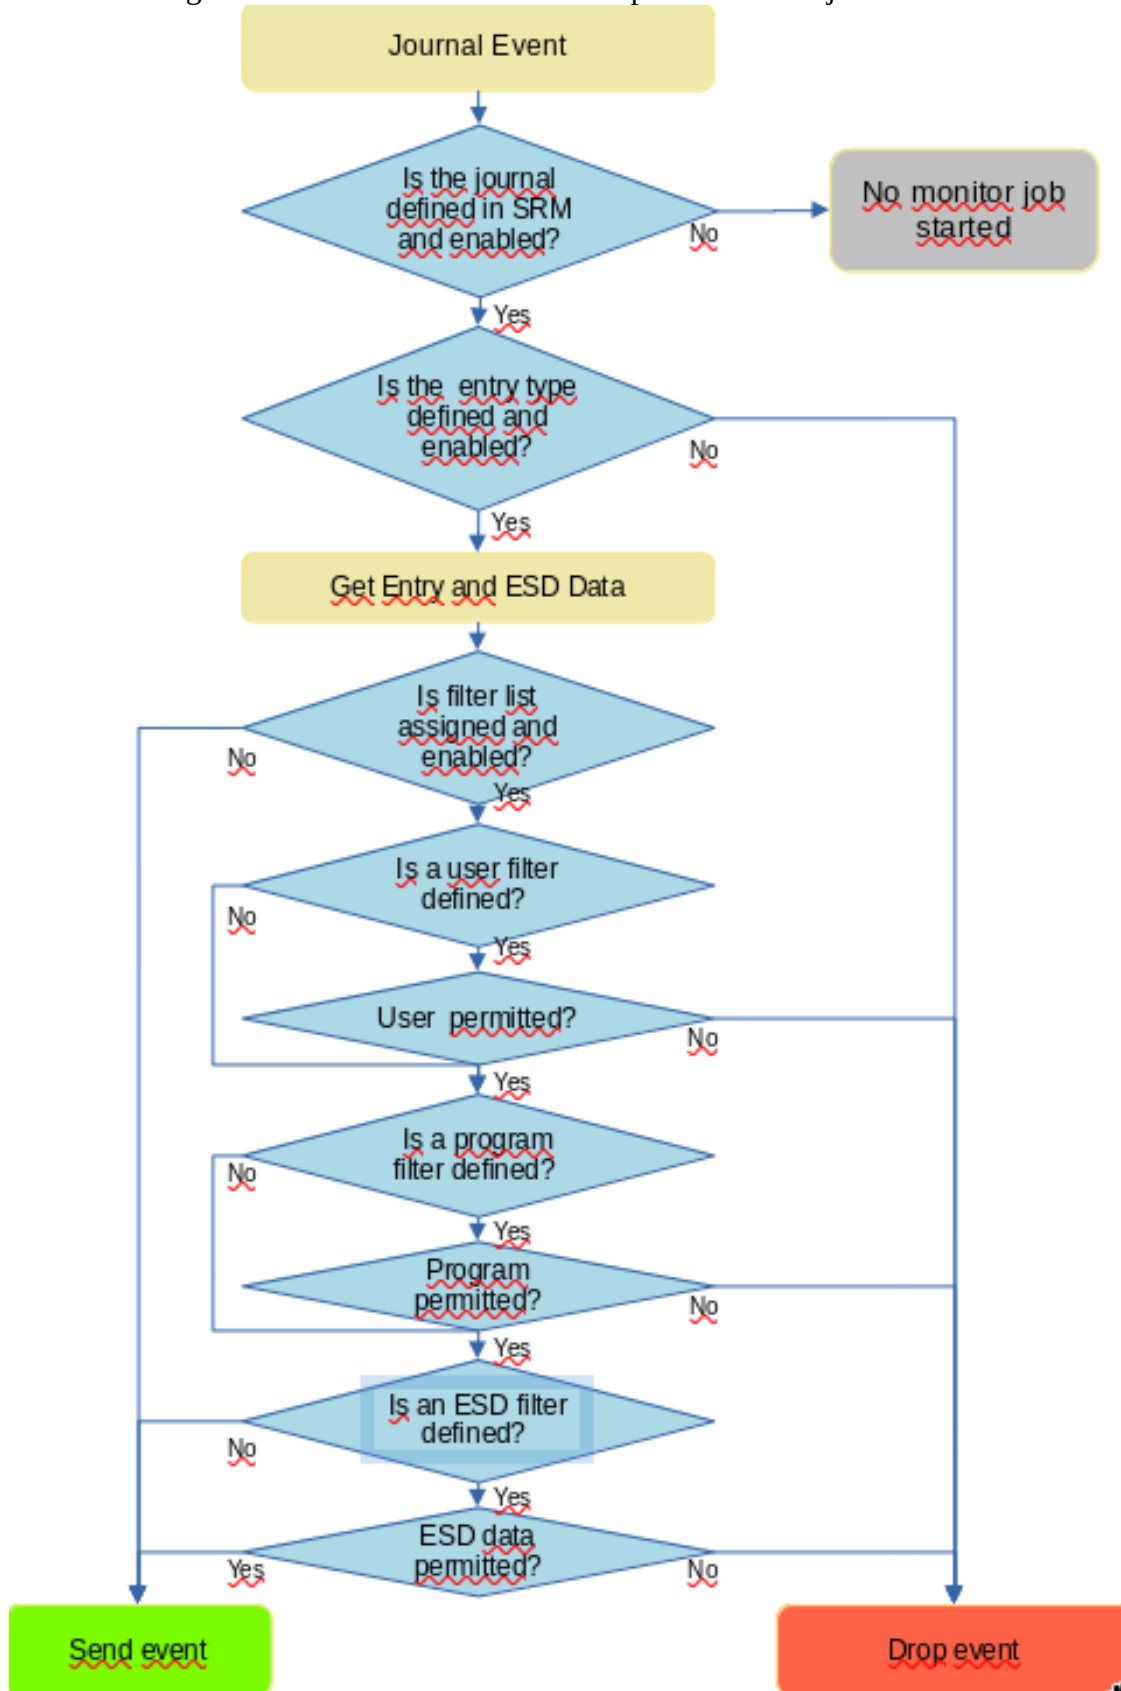 Journal Event
Is the journal
defined in SRM
and enabled?
No
No monitor job
started
Yes
Is the  entry type
defined and
enabled?
No
Yes
Get Entry and ESD Data
Is filter list
assigned and
enabled?
No
Yes
Is a user filter
defined?
No
Yes
User  permitted?
No
Yes
Is a program
filter defined?
No
Yes
Program
permitted?
No
Yes
Is an ESD filter
defined?
No
Yes
ESD data
permitted?
Yes
No
Send event
Drop event